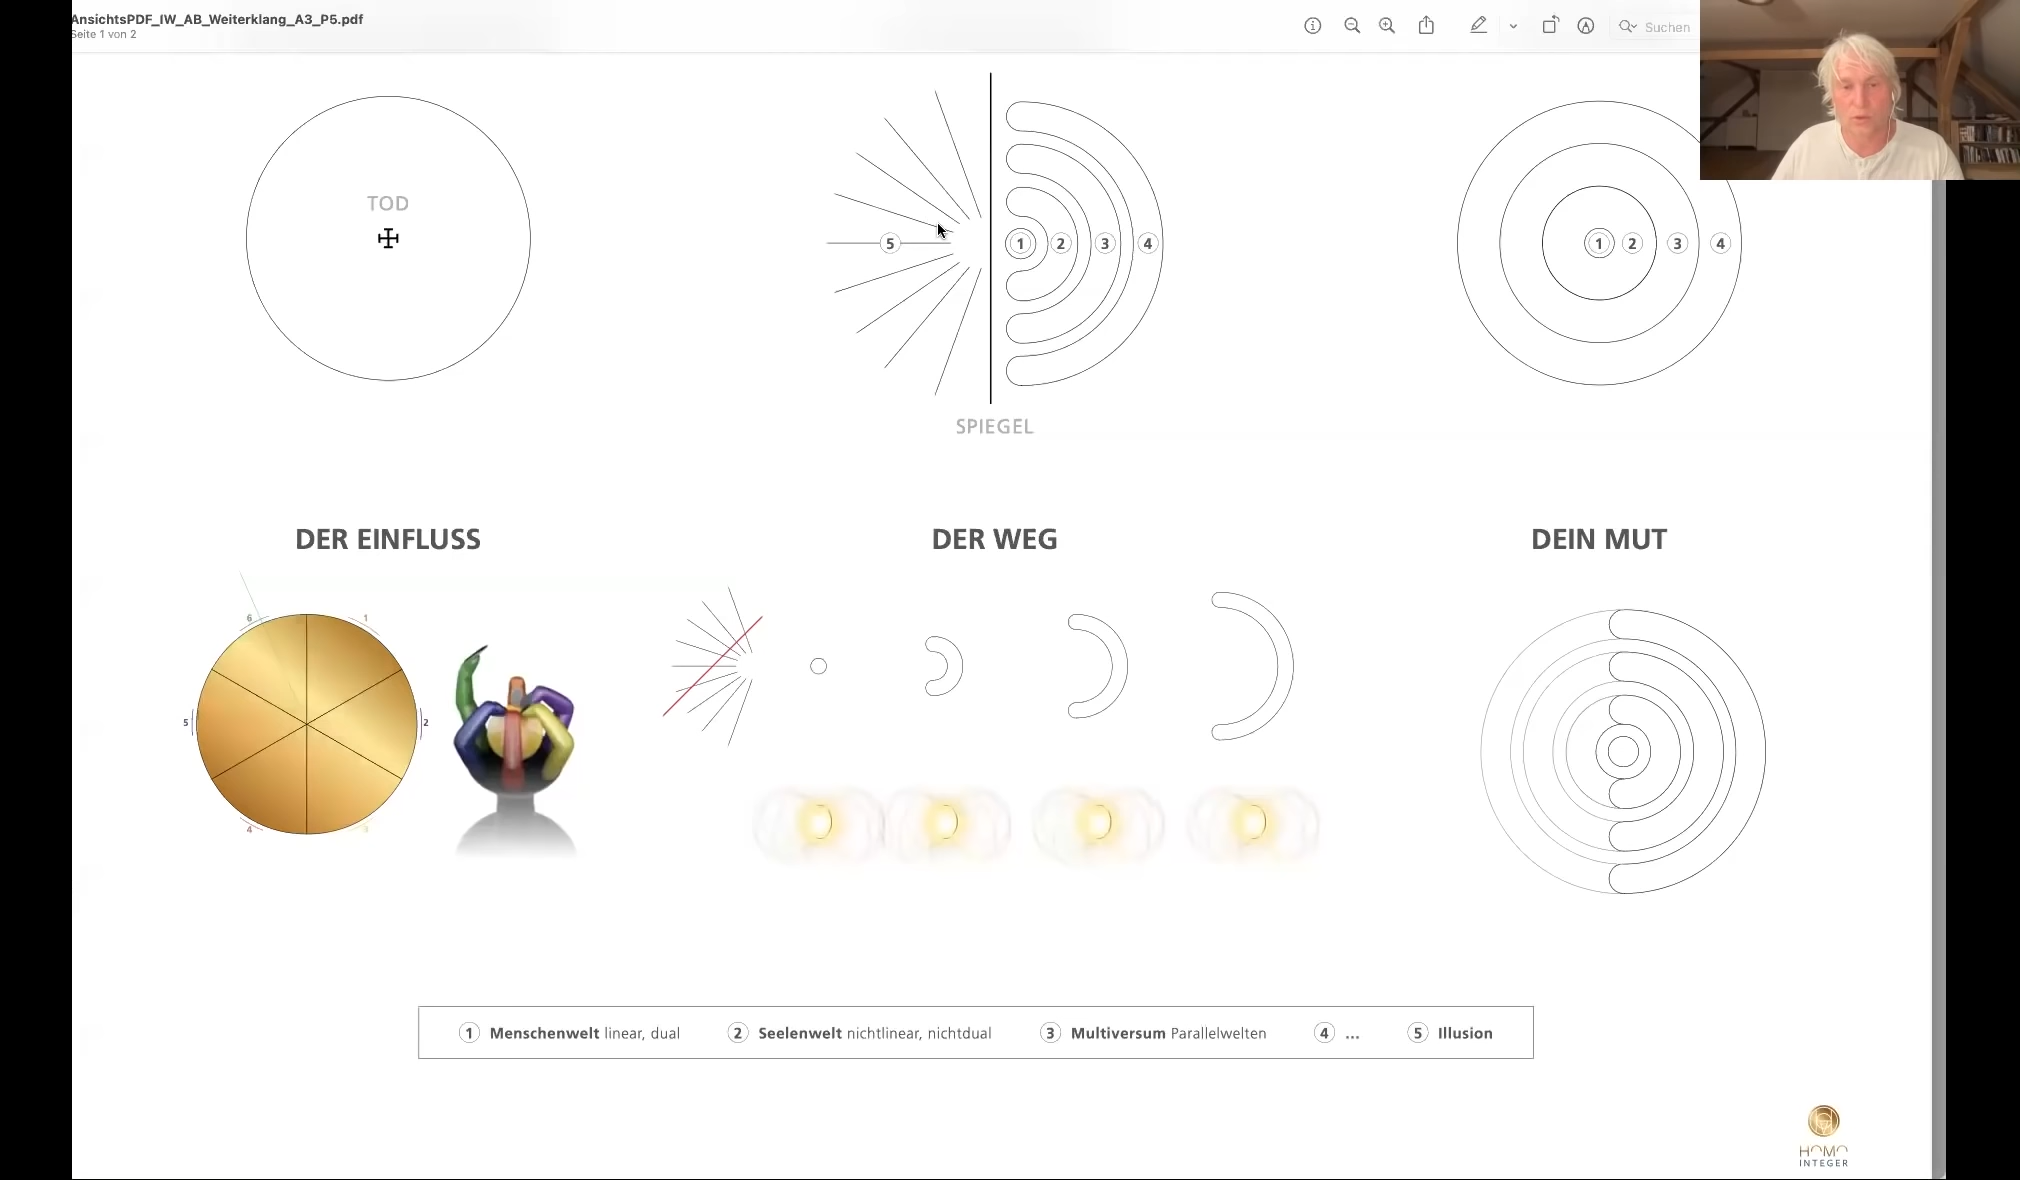 AnsichtsPDF_IW_AB_Weiterklang_A3_P5.pdf
Seite 1 von 2
Suchen
TOD
5 1 2 3 4
1 2 3 4
SPIEGEL
DER EINFLUSS
DER WEG
DEIN MUT
6 1
5 2
4 3
1 Menschenwelt linear, dual 2 Seelenwelt nichtlinear, nichtdual 3 Multiversum Parallelwelten 4 ... 5 Illusion
HOMO
INTEGER